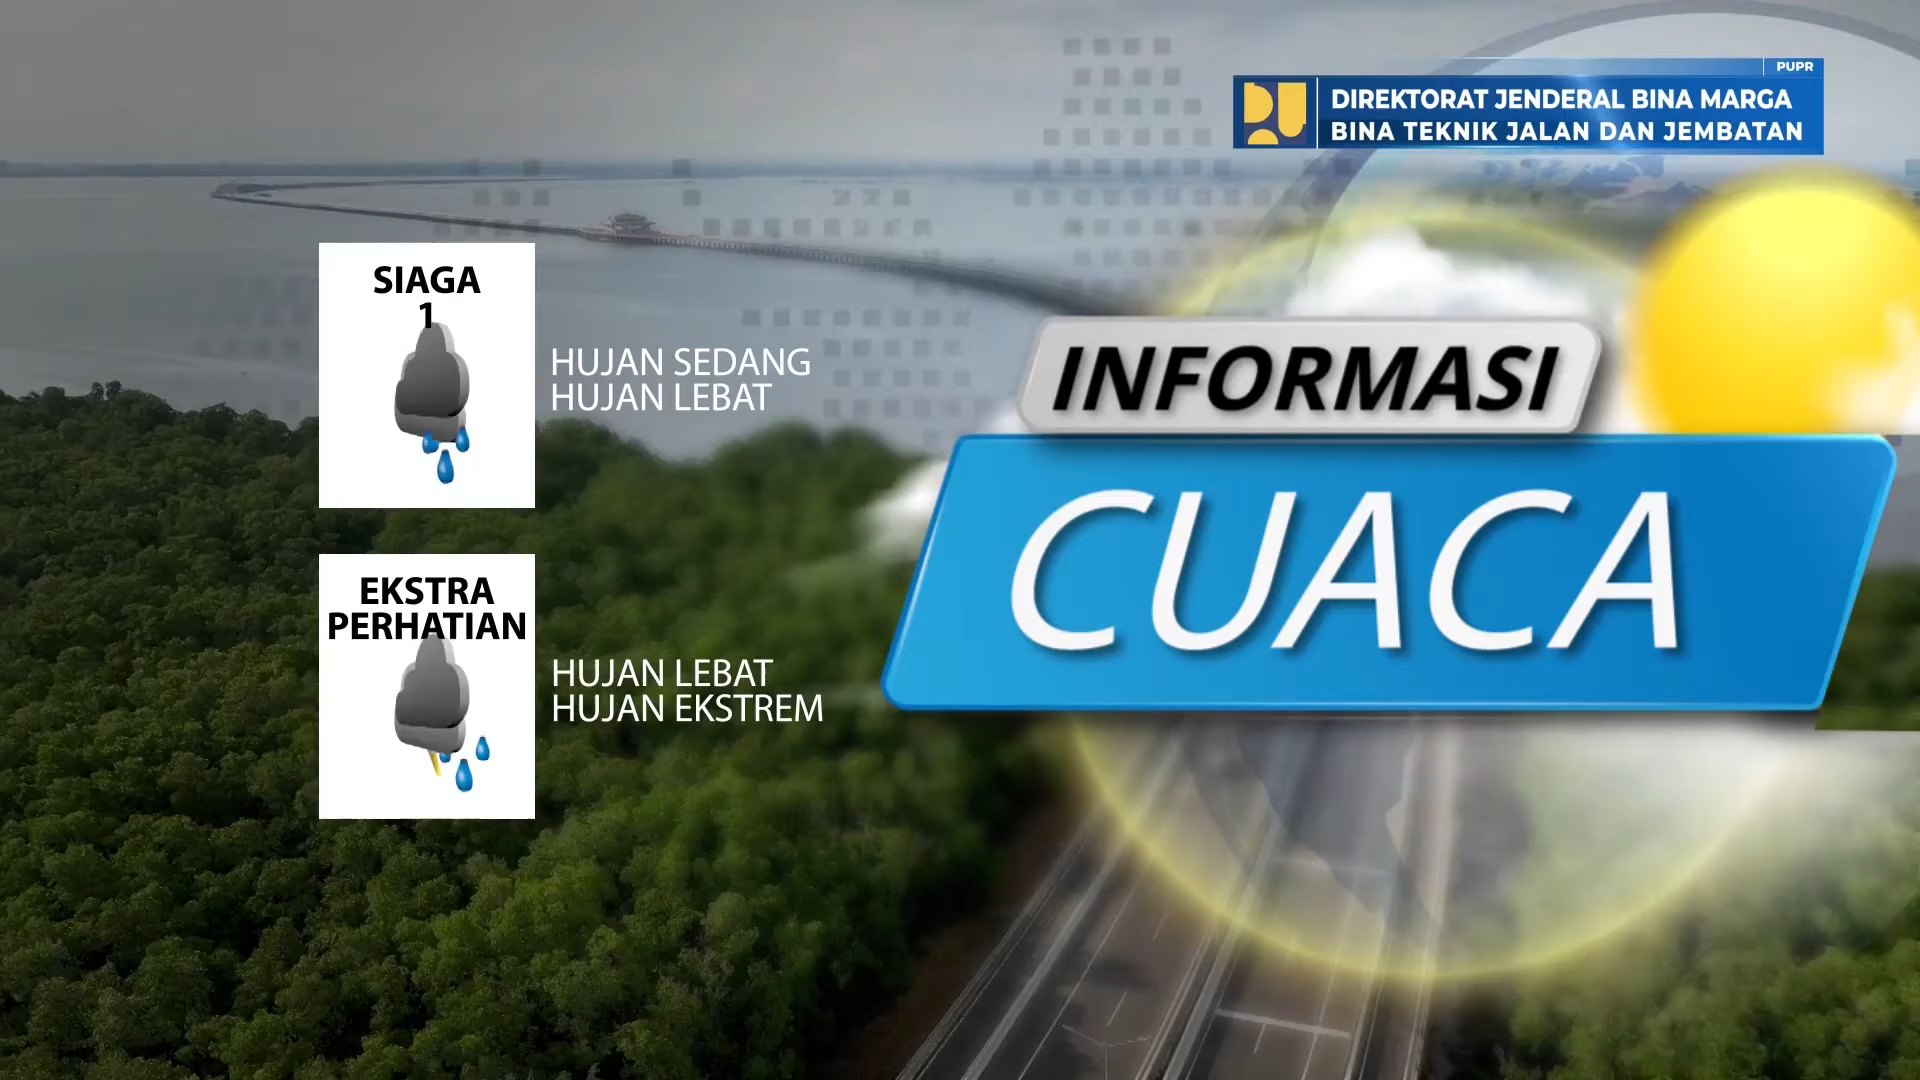 PUPR
DIREKTORAT JENDERAL BINA MARGA
BINA TEKNIK JALAN DAN JEMBATAN
SIAGA
1
HUJAN SEDANG
HUJAN LEBAT
INFORMASI
CUACA
EKSTRA
PERHATIAN
HUJAN LEBAT
HUJAN EKSTREM